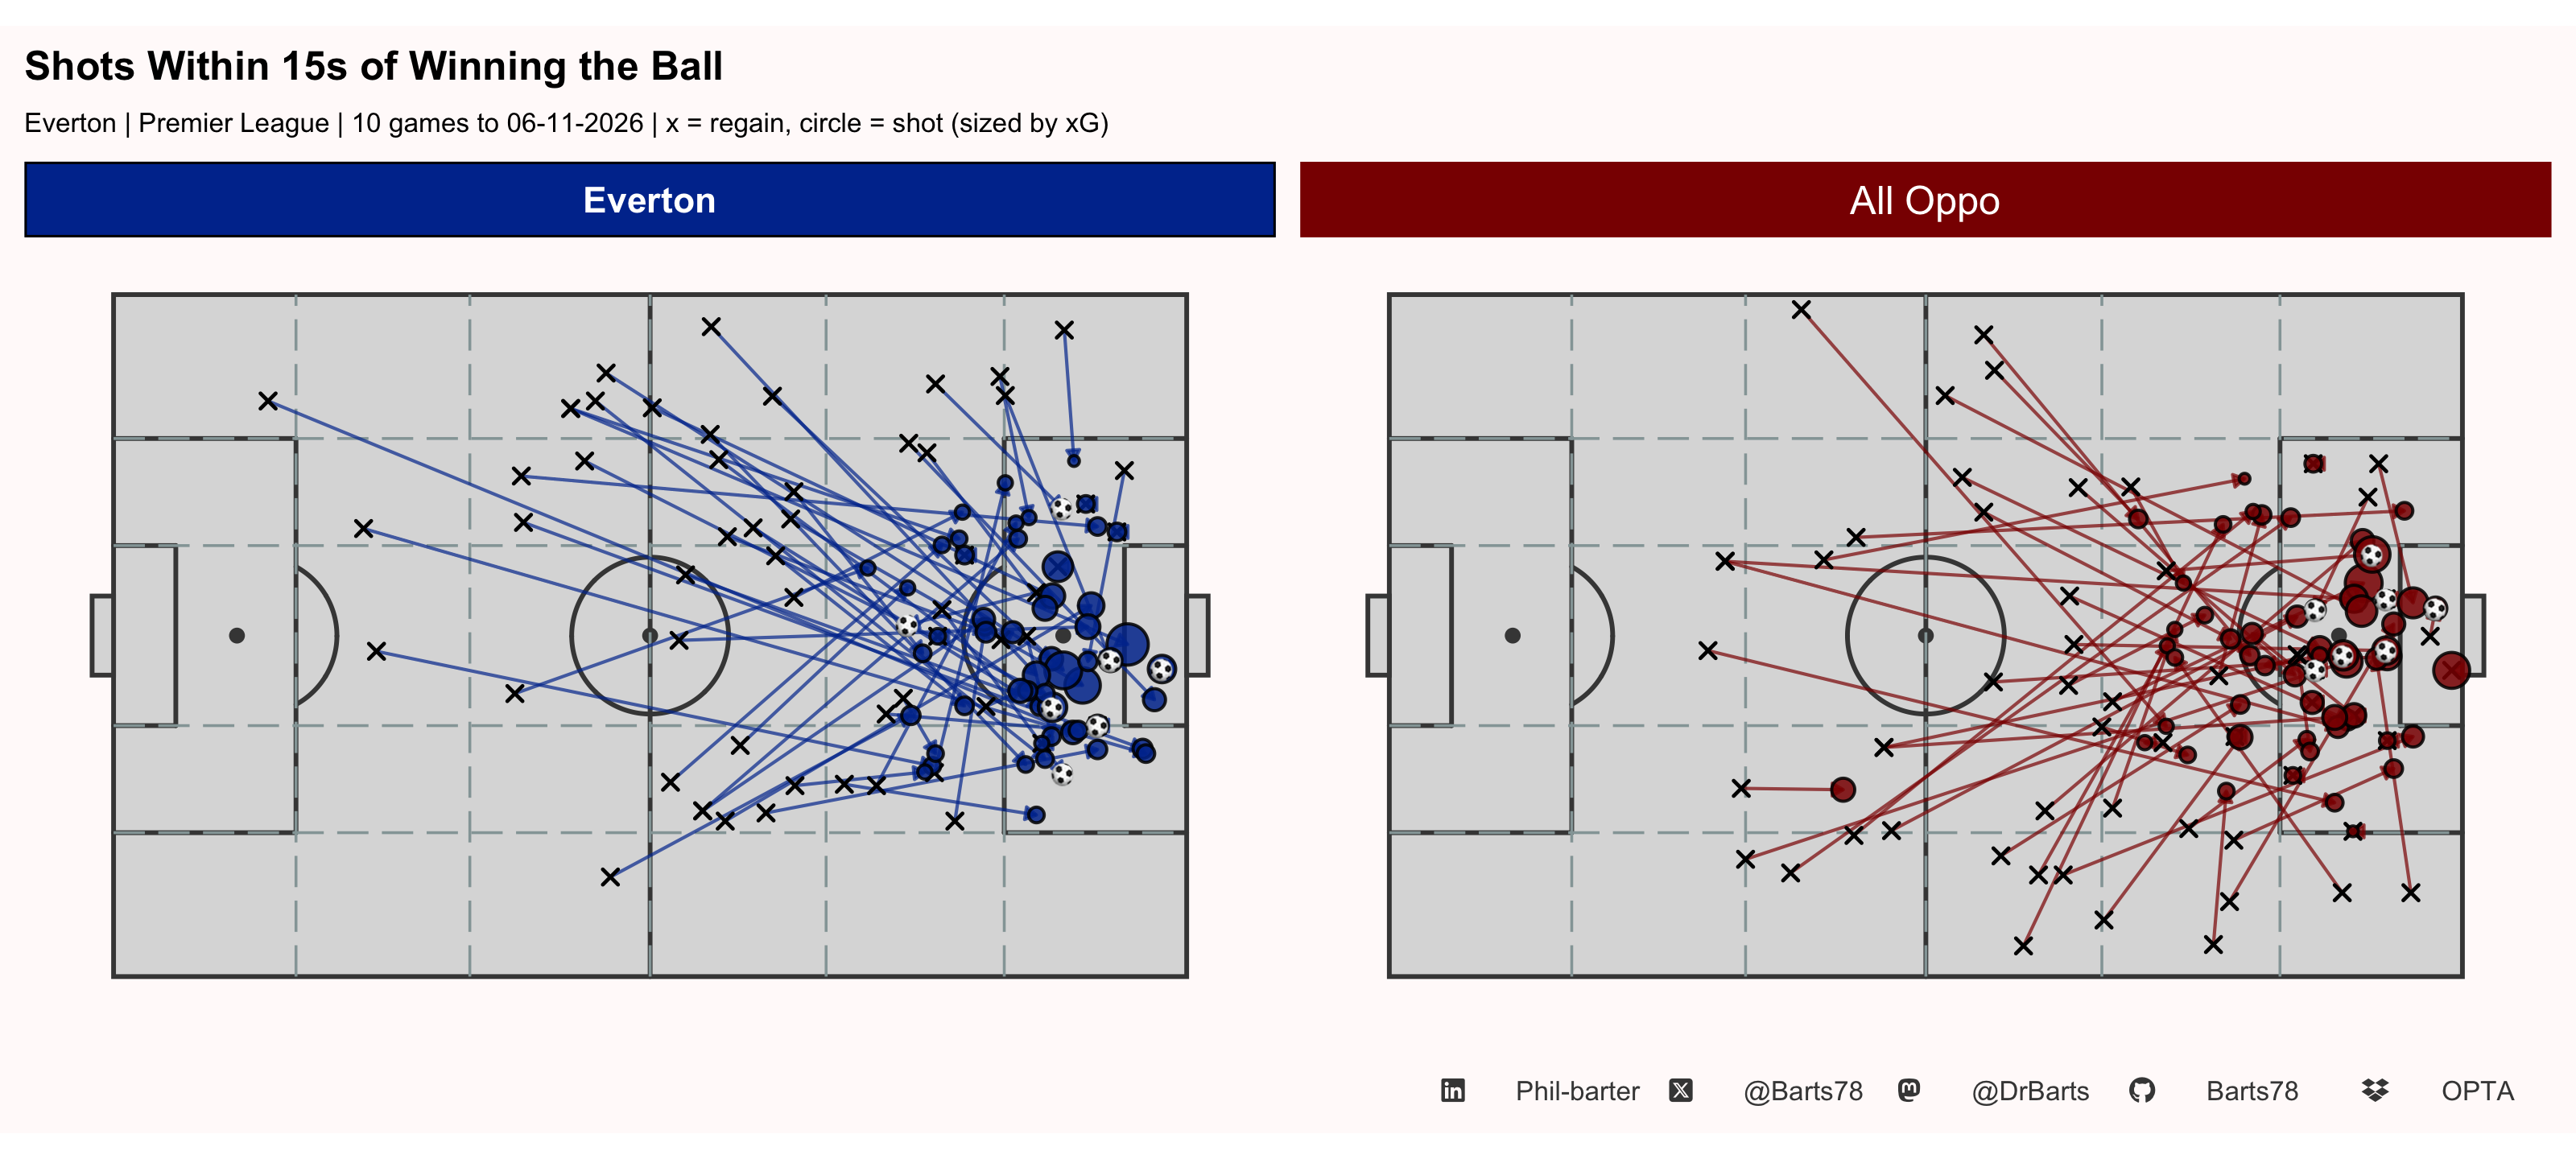 Shots Within 15s of Winning the Ball
Everton | Premier League | 10 games to 06-11-2026 | x = regain, circle = shot (sized by xG)
Everton
All Oppo
Phil-barter @Barts78 @DrBarts Barts78 OPTA